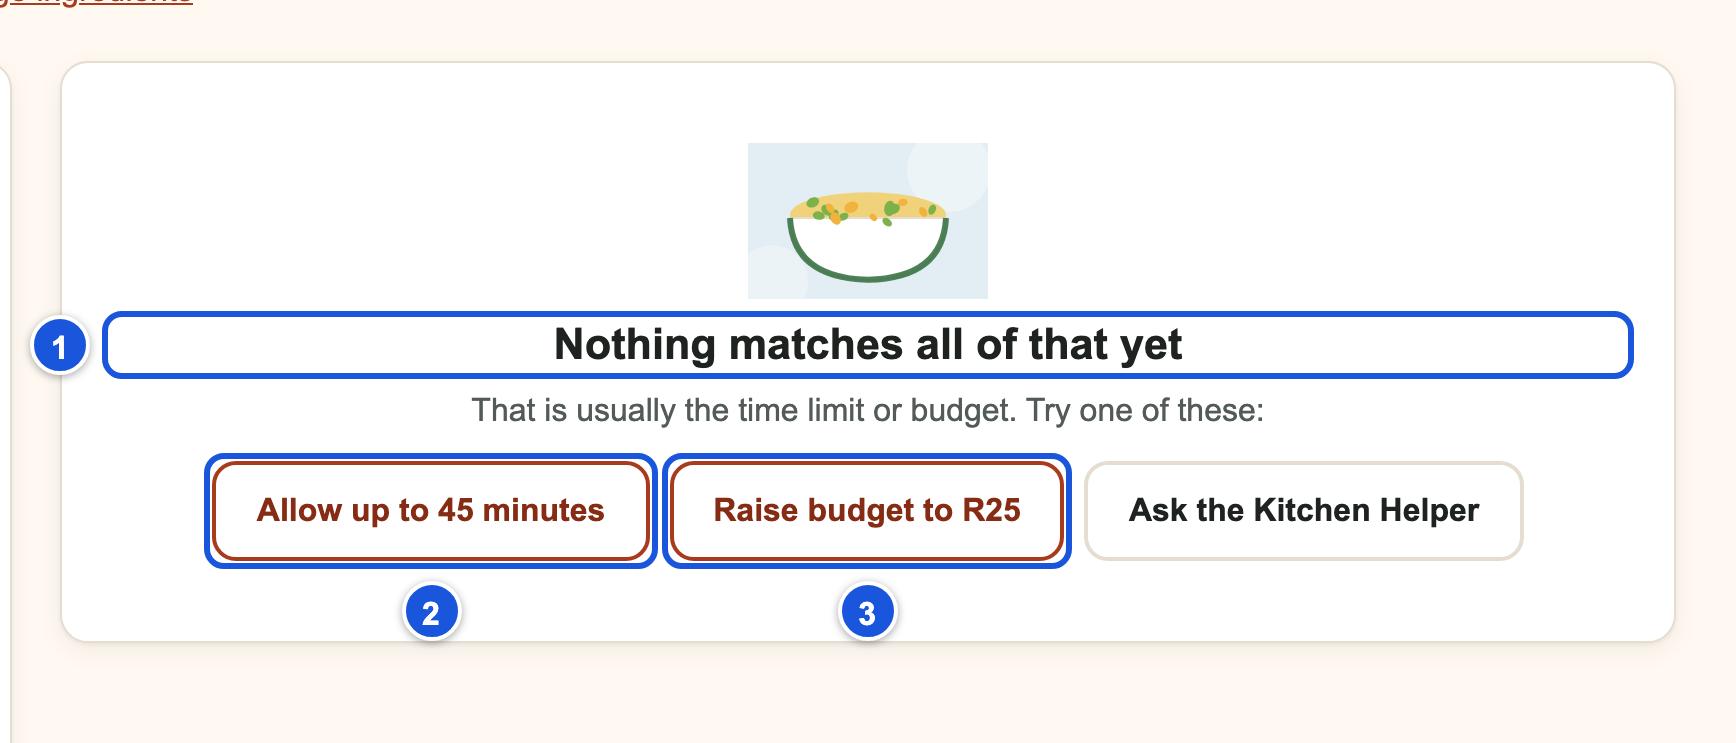 ingredients
1
Nothing matches all of that yet
That is usually the time limit or budget. Try one of these:
Allow up to 45 minutes
Raise budget to R25
Ask the Kitchen Helper
2
3